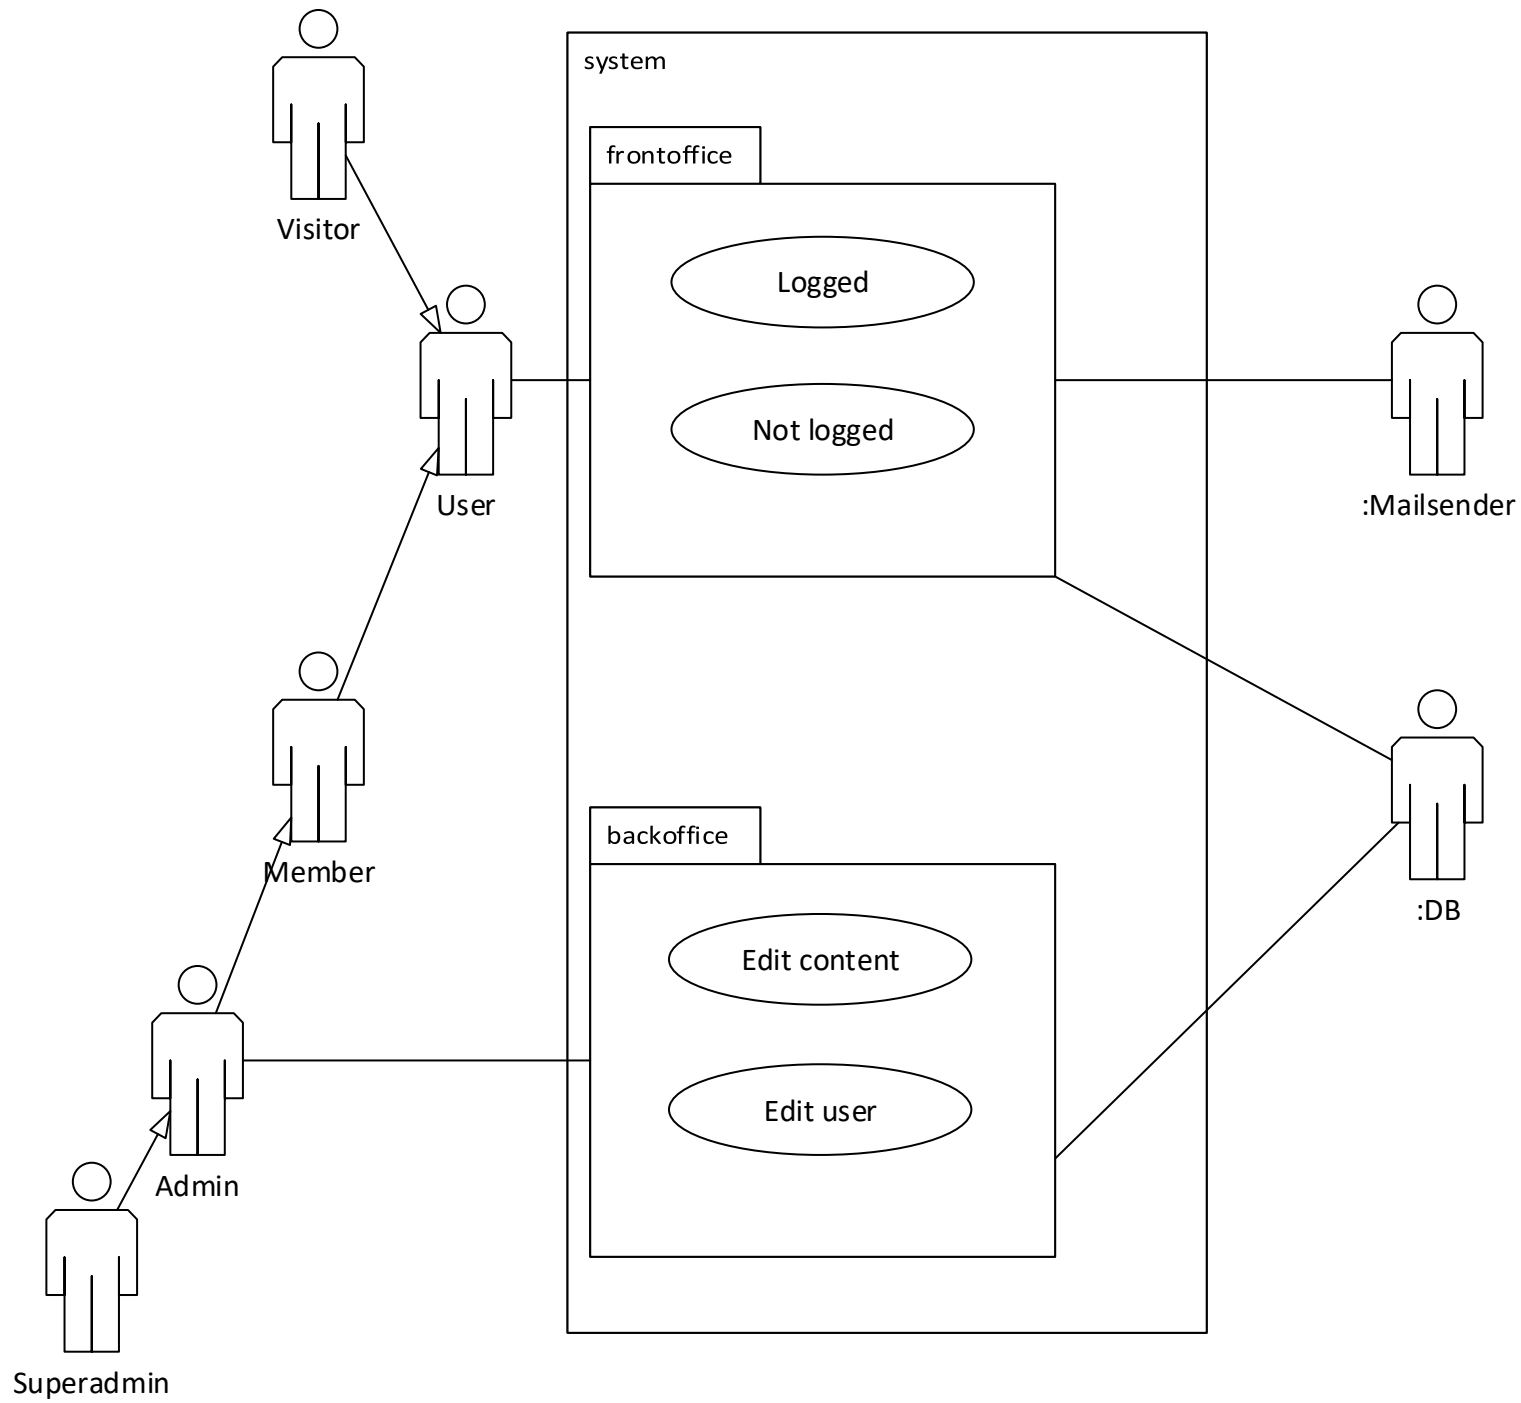 system
frontoffice
Visitor
Logged
Not logged
User
:Mailsender
backoffice
Member
:DB
Edit content
Edit user
Admin
Superadmin